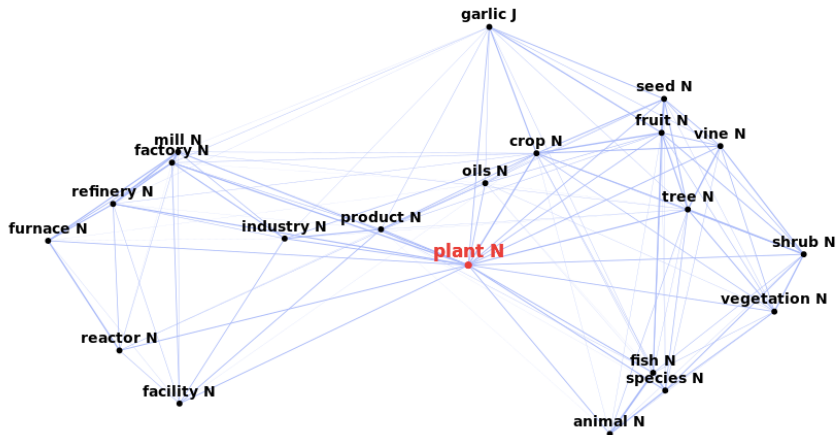 garlic J
seed N
fruit N
vine N
mill N
factory N
crop N
oils N
refinery N
tree N
product N
furnace N
industry N
shrub N
plant N
vegetation N
reactor N
fish N
species N
facility N
animal N